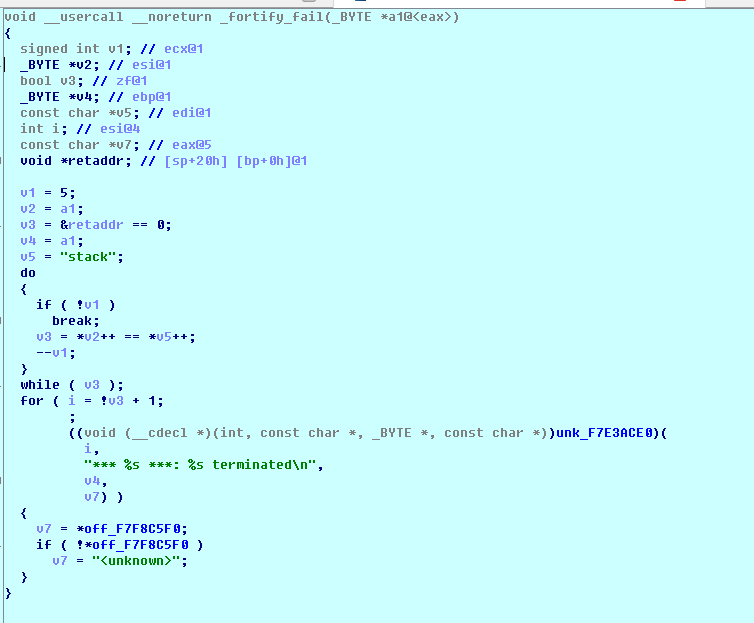 void __usercall __noreturn _fortify_fail(_BYTE *a1@<eax>)
{
signed int v1; // ecx@1
_BYTE *v2; // esi@1
bool v3; // zf@1
_BYTE *v4; // ebp@1
const char *v5; // edi@1
int i; // esi@4
const char *v7; // eax@5
void *retaddr; // [sp+20h] [bp+0h]@1
v1 = 5;
v2 = a1;
v3 = &retaddr == 0;
v4 = a1;
v5 = "stack";
do
{
if ( !v1 )
break;
v3 = *v2++ == *v5++;
--v1;
}
while ( v3 );
for ( i = !v3 + 1;
;
((void (__cdecl *)(int, const char *, _BYTE *, const char *))unk_F7E3ACE0)(
i,
"*** %s ***: %s terminated\n",
v4,
v7) )
{
v7 = *off_F7F8C5F0;
if ( !*off_F7F8C5F0 )
v7 = "<unknown>";
}
}